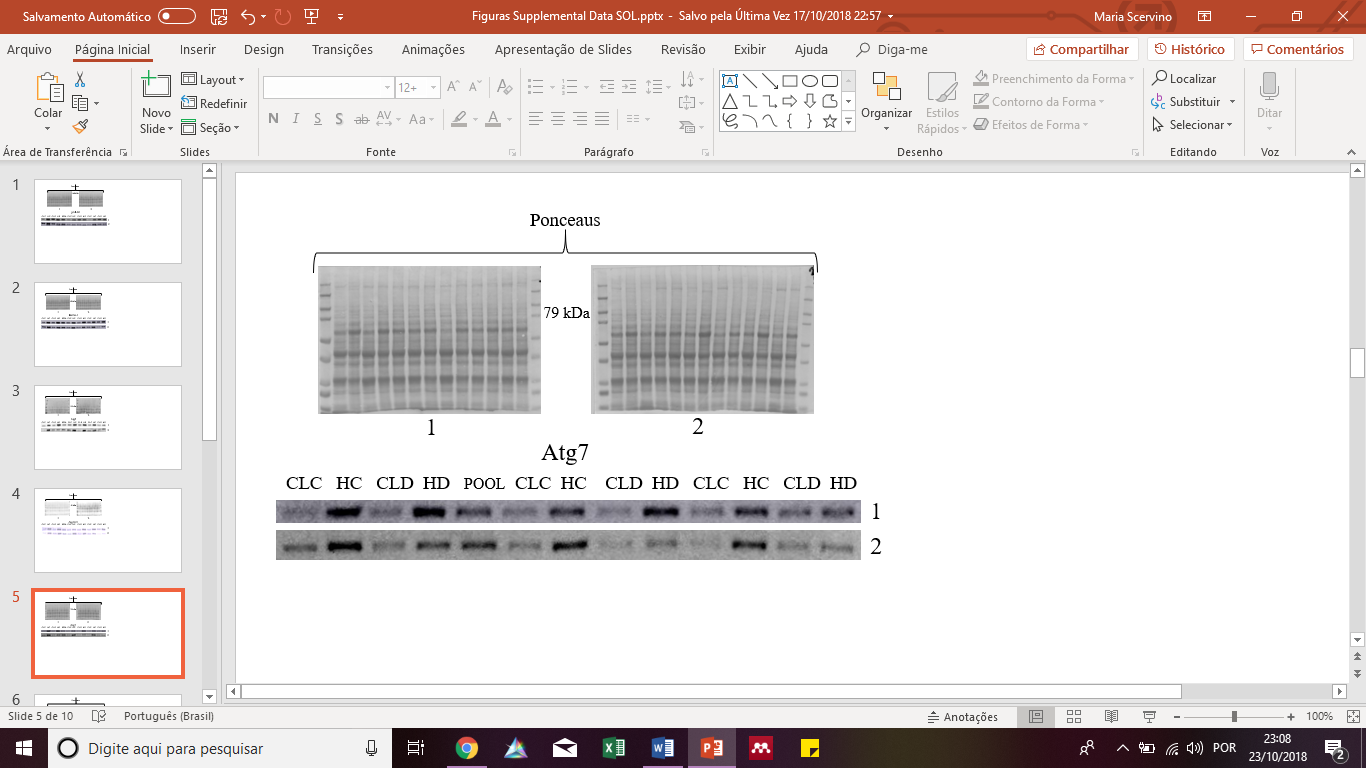 Salvamento Automático
Figuras Supplemental Data SOL.pptx - Salvo pela Última Vez 17/10/2018 22:57
Maria Scervino
Arquivo Página Inicial Inserir Design Transições Animações Apresentação de Slides Revisão Exibir Ajuda Diga-me
Compartilhar Histórico Comentários
Colar
Novo Slide
Layout
Redefinir
Seção
12+
N I S S ab AV Aa A
Organizar
Estilos Rápidos
Preenchimento da Forma
Contorno da Forma
Efeitos de Forma
Localizar
Substituir
Selecionar
Ditar
Área de Transferência Slides Fonte Parágrafo Desenho Editando Voz
1
2
3
4
5
6
Ponceaus
79 kDa
1 2
Atg7
CLC HC CLD HD POOL CLC HC CLD HD CLC HC CLD HD
1
2
Slide 5 de 10 Português (Brasil) Anotações 100%
Digite aqui para pesquisar
POR
23:08
23/10/2018
2